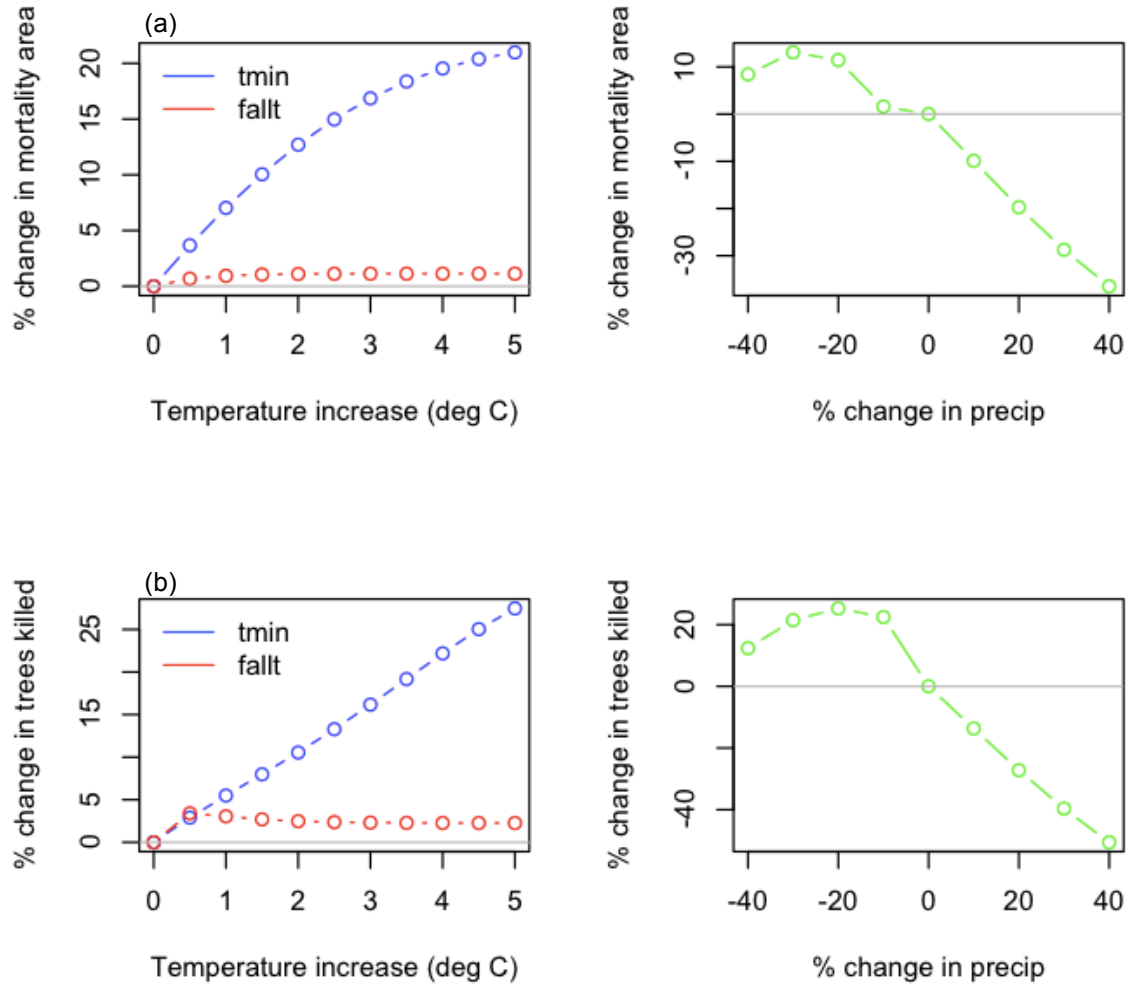 (a)
% change in mortality area
20
15
10
5
0
tmin
fallt
0 1 2 3 4 5
Temperature increase (deg C)
% change in mortality area
10
-10
-30
-40 -20 0 20 40
% change in precip
(b)
% change in trees killed
25
15
5
0
tmin
fallt
0 1 2 3 4 5
Temperature increase (deg C)
% change in trees killed
20
0
-40
-40 -20 0 20 40
% change in precip